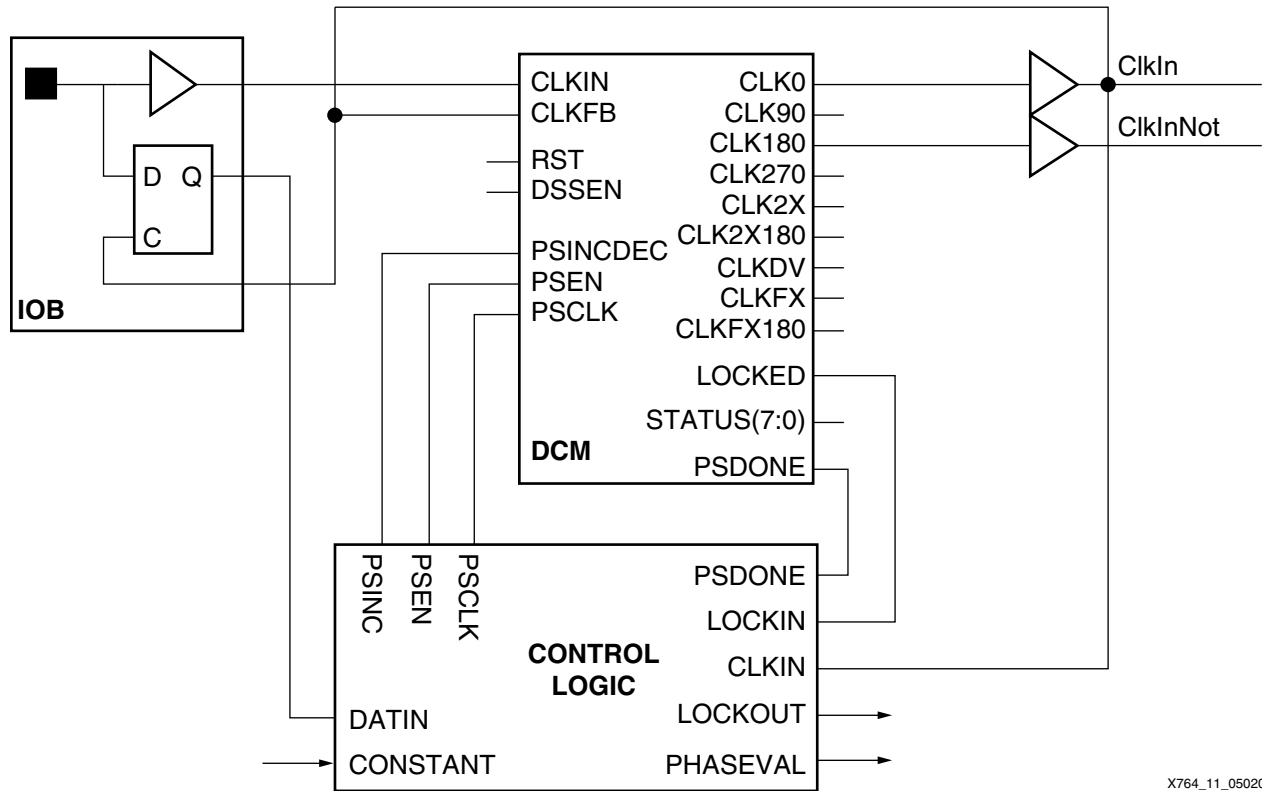 ClkIn
CLKIN
CLK0
CLKFB
CLK90
ClkInNot
CLK180
RST
D Q
CLK270
DSSEN
CLK2X
C
CLK2X180
PSINCDEC
CLKDV
PSEN
CLKFX
IOB
PSCLK
CLKFX180
LOCKED
STATUS(7:0)
DCM
PSDONE
PSINC
PSEN
PSCLK
PSDONE
LOCKIN
CONTROL
LOGIC
CLKIN
DATIN
LOCKOUT
CONSTANT
PHASEVAL
X764_11_05020